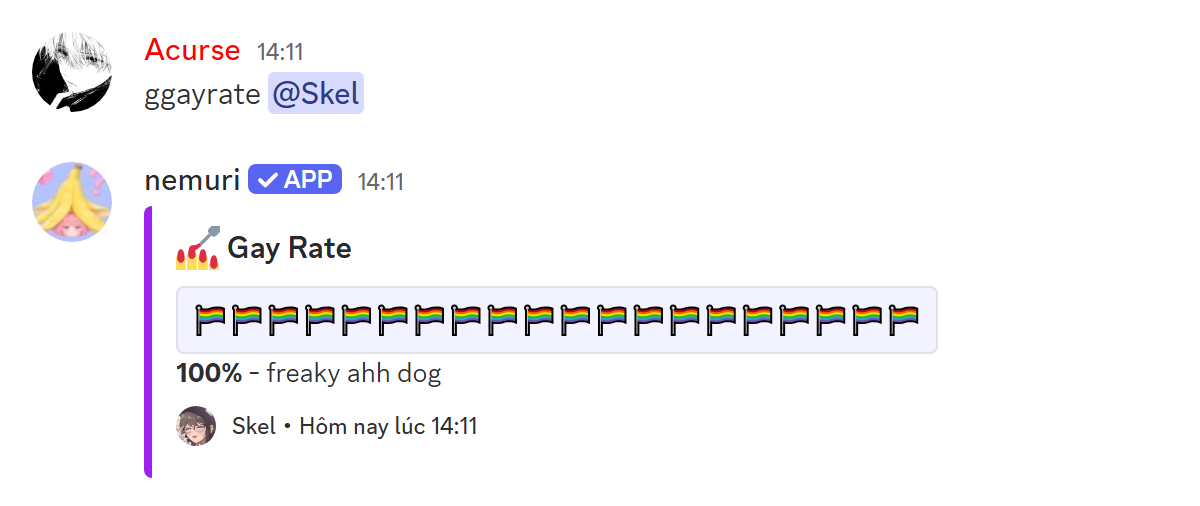 Acurse 14:11
ggayrate @Skel
nemuri ✓ APP 14:11
💅 Gay Rate
🏳️‍🌈🏳️‍🌈🏳️‍🌈🏳️‍🌈🏳️‍🌈🏳️‍🌈🏳️‍🌈🏳️‍🌈🏳️‍🌈🏳️‍🌈🏳️‍🌈🏳️‍🌈🏳️‍🌈🏳️‍🌈🏳️‍🌈🏳️‍🌈🏳️‍🌈🏳️‍🌈🏳️‍🌈🏳️‍🌈
100% - freaky ahh dog
Skel • Hôm nay lúc 14:11